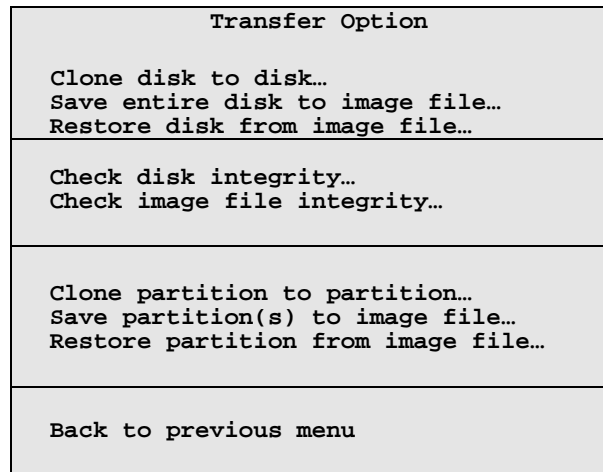 Transfer Option
Clone disk to disk…
Save entire disk to image file…
Restore disk from image file…
Check disk integrity…
Check image file integrity…
Clone partition to partition…
Save partition(s) to image file…
Restore partition from image file…
Back to previous menu